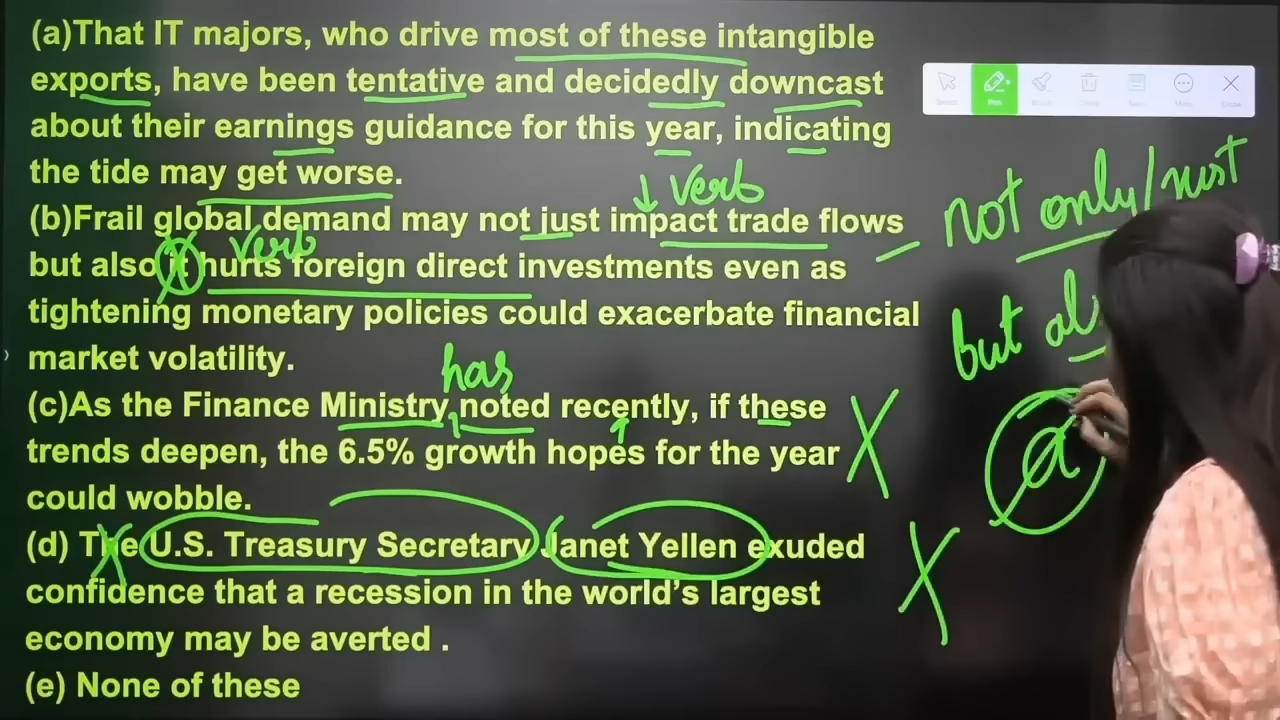 (a)That IT majors, who drive most of these intangible
exports, have been tentative and decidedly downcast
about their earnings guidance for this year, indicating
the tide may get worse.
↓ verb
(b)Frail global demand may not just impact trade flows
not only/just
verb
but also it hurts foreign direct investments even as
tightening monetary policies could exacerbate financial
but al
market volatility.
has
(c)As the Finance Ministry noted recently, if these
trends deepen, the 6.5% growth hopes for the year
a
could wobble.
(d) The U.S. Treasury Secretary Janet Yellen exuded
confidence that a recession in the world's largest
economy may be averted .
(e) None of these